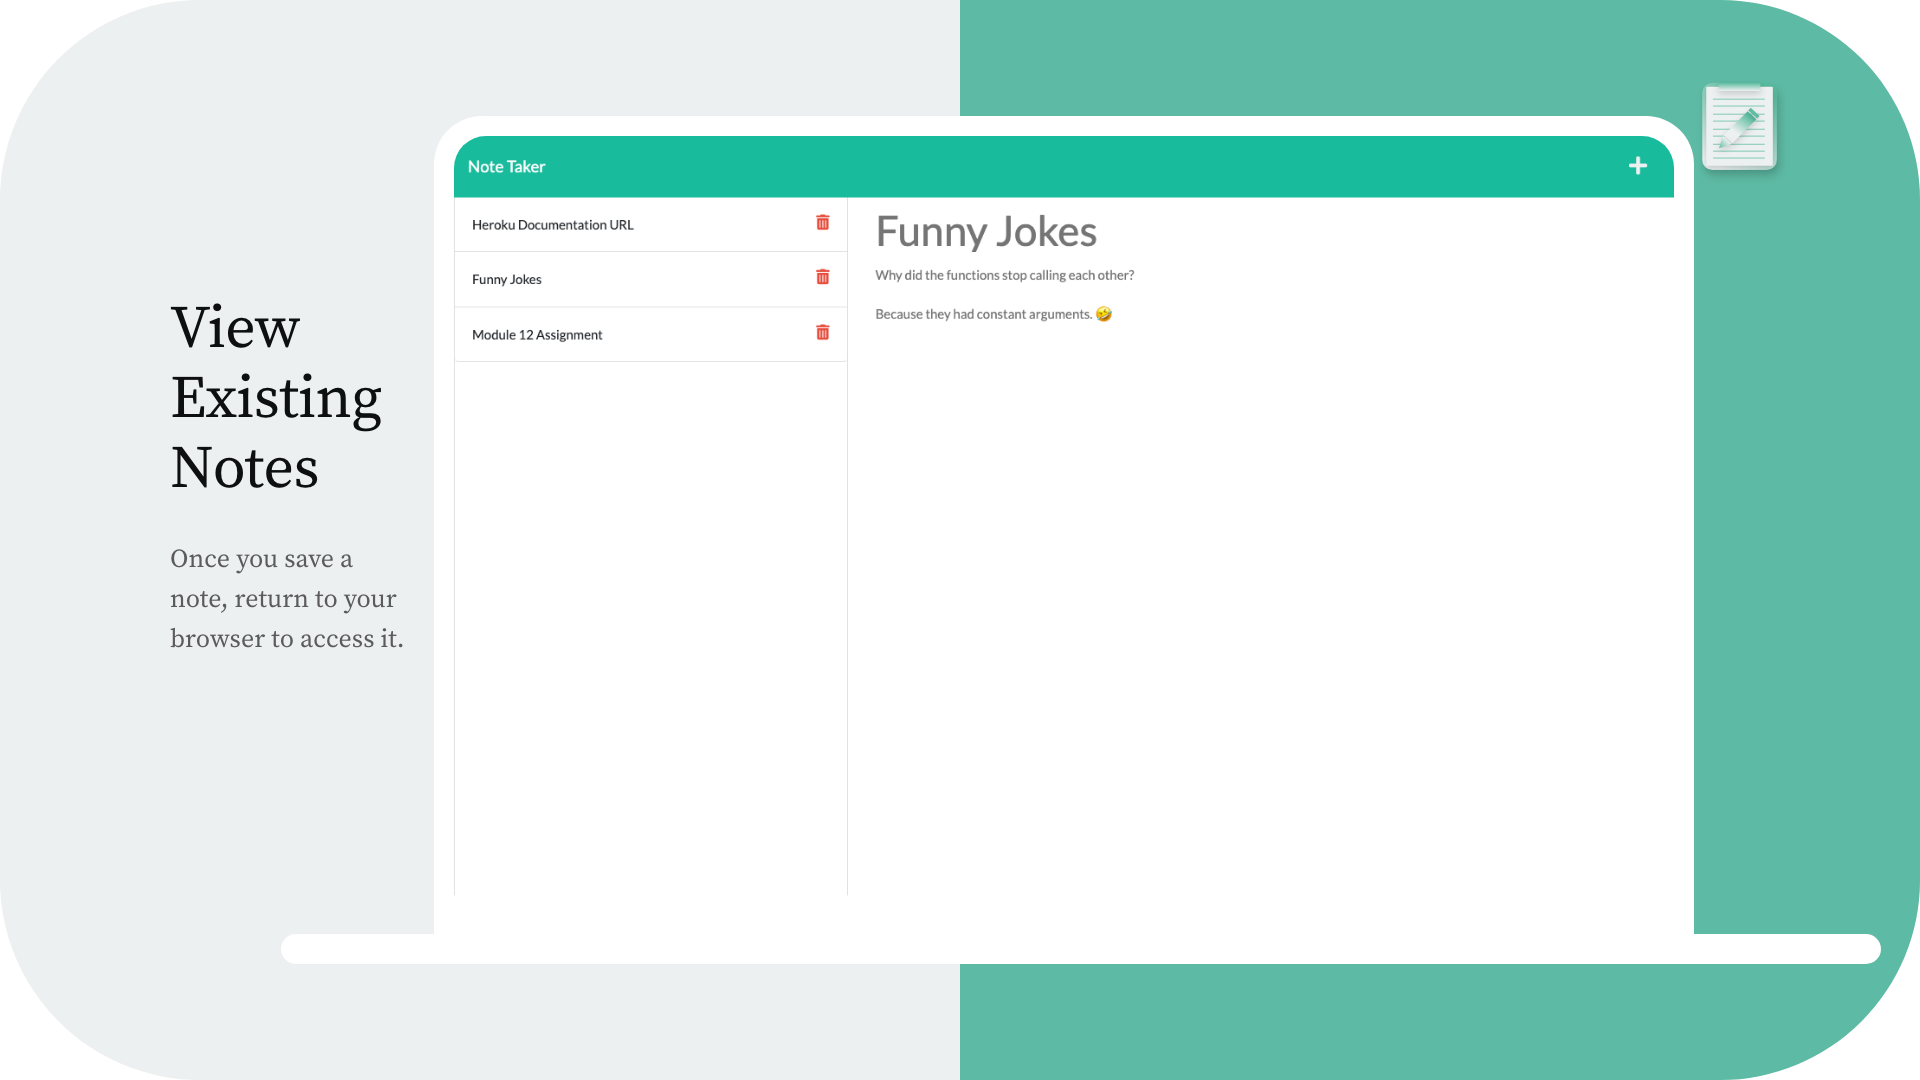 View
Existing
Notes
Once you save a
note, return to your
browser to access it.
Note Taker
Heroku Documentation URL
Funny Jokes
Module 12 Assignment
Funny Jokes
Why did the functions stop calling each other?
Because they had constant arguments. 🤣